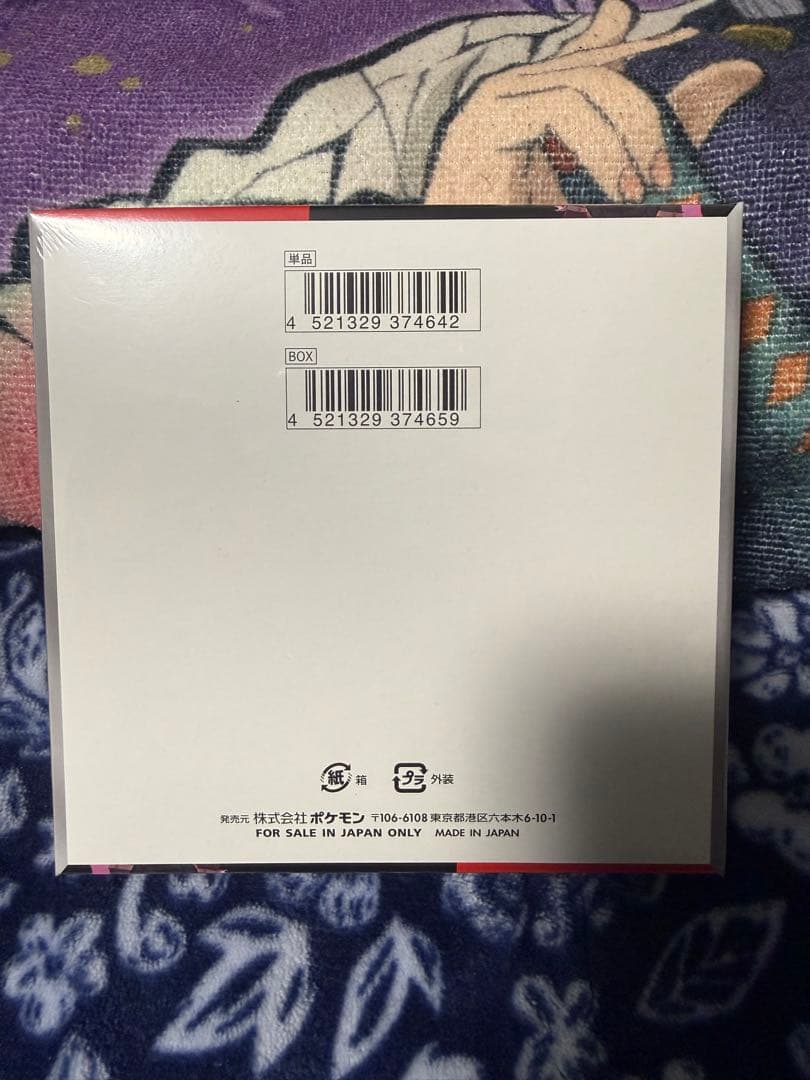 単品
4 521329 374642
BOX
4 521329 374659
紙 箱 プラ 外装
発売元 株式会社 ポケモン 〒106-6108 東京都港区六本木6-10-1
FOR SALE IN JAPAN ONLY MADE IN JAPAN